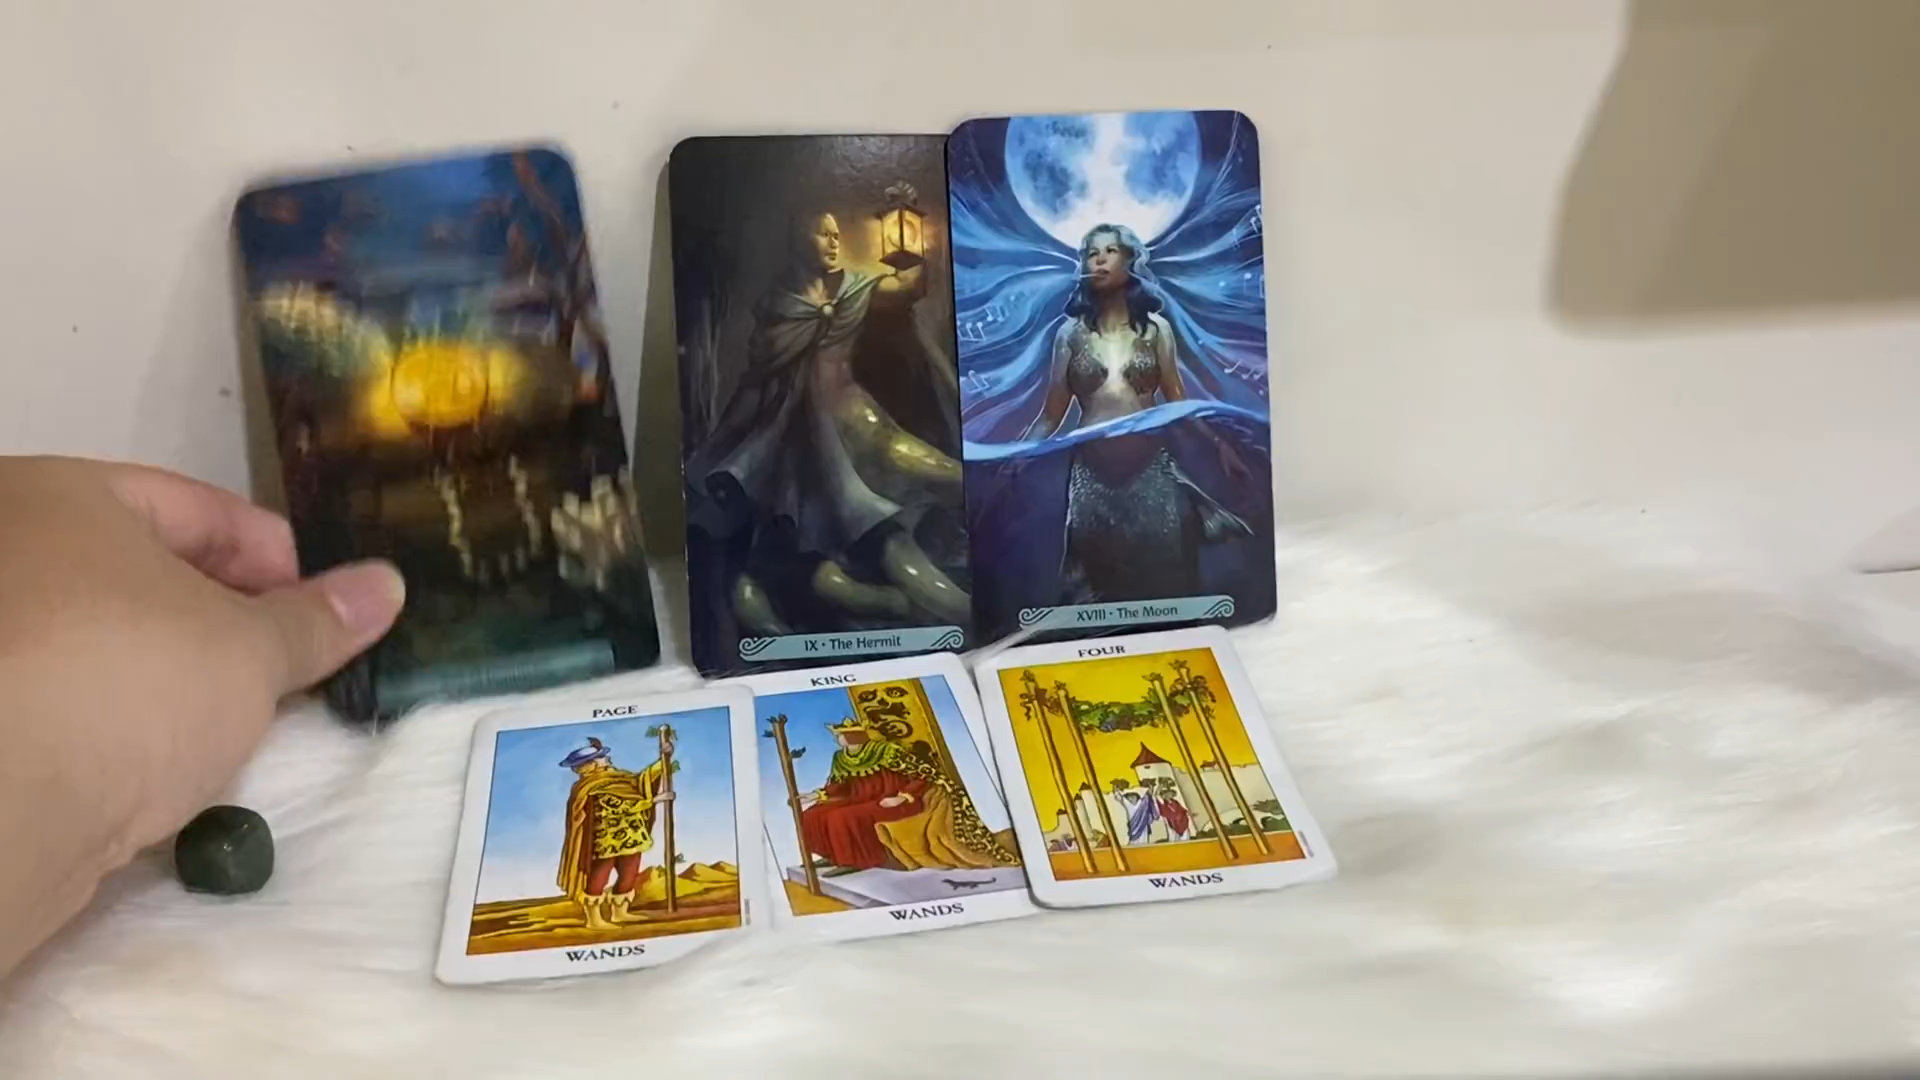 IX • The Hermit
XVIII • The Moon
PAGE
WANDS
KING
WANDS
FOUR
WANDS